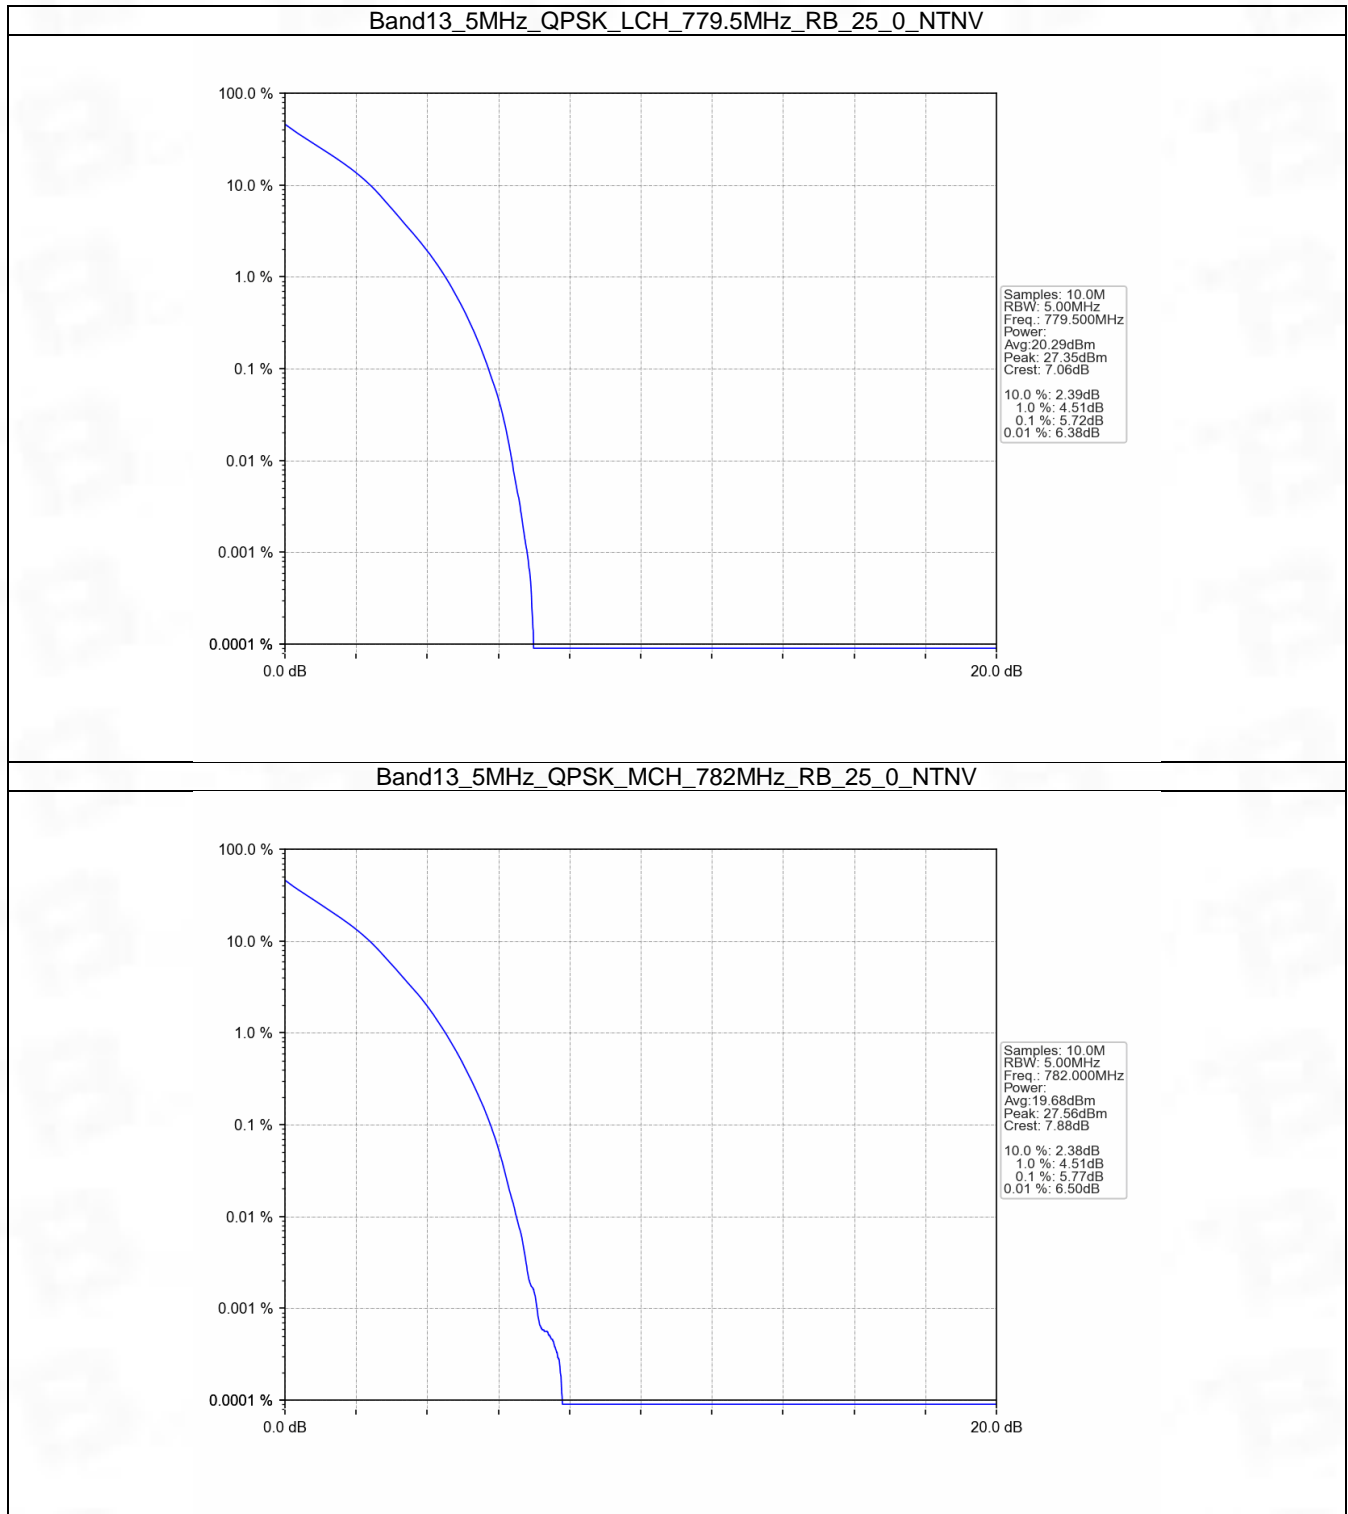 Band13_5MHz_QPSK_LCH_779.5MHz_RB_25_0_NTNV
100.0 %
10.0 %
1.0 %
0.1 %
0.01 %
0.001 %
0.0001 %
0.0 dB
20.0 dB
Samples: 10.0M
RBW: 5.00MHz
Freq.: 779.500MHz
Power:
Avg:20.29dBm
Peak: 27.35dBm
Crest: 7.06dB
10.0 %: 2.39dB
1.0 %: 4.51dB
0.1 %: 5.72dB
0.01 %: 6.38dB
Band13_5MHz_QPSK_MCH_782MHz_RB_25_0_NTNV
100.0 %
10.0 %
1.0 %
0.1 %
0.01 %
0.001 %
0.0001 %
0.0 dB
20.0 dB
Samples: 10.0M
RBW: 5.00MHz
Freq.: 782.000MHz
Power:
Avg:19.68dBm
Peak: 27.56dBm
Crest: 7.88dB
10.0 %: 2.38dB
1.0 %: 4.51dB
0.1 %: 5.77dB
0.01 %: 6.50dB